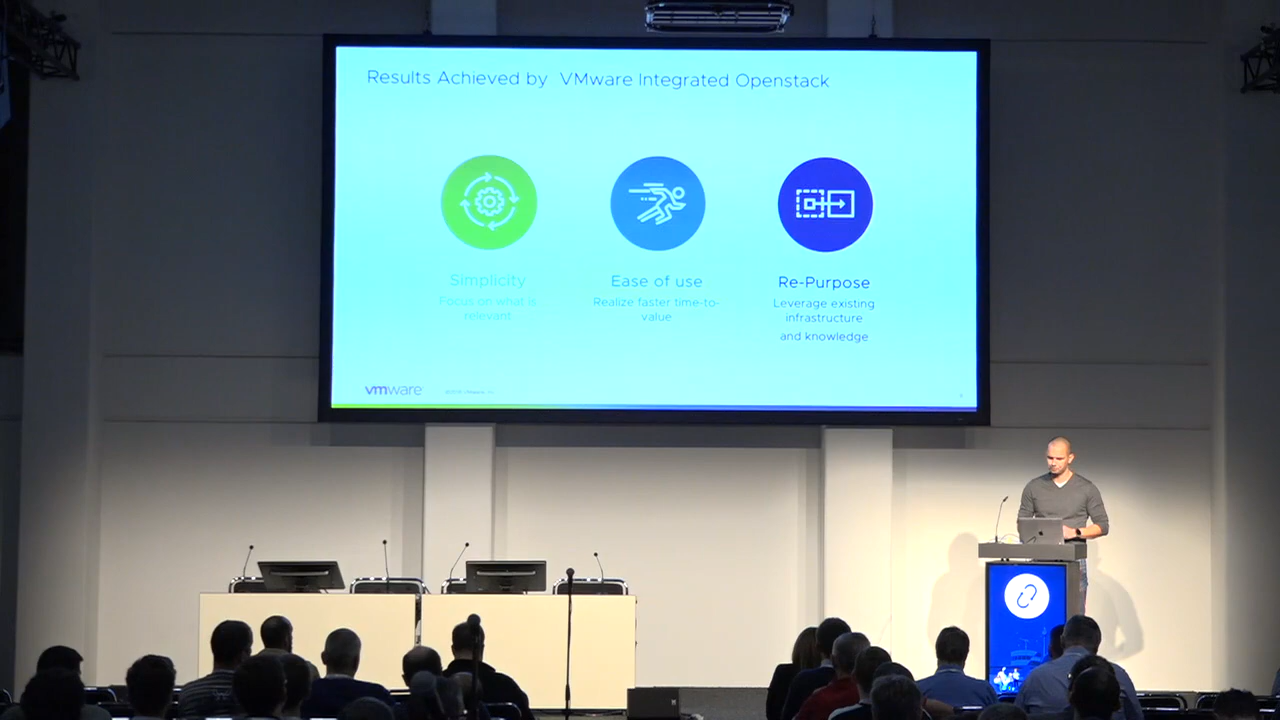 Results Achieved by VMware Integrated Openstack
Simplicity
Focus on what is
relevant
Ease of use
Realize faster time-to-
value
Re-Purpose
Leverage existing
infrastructure
and knowledge
vmware